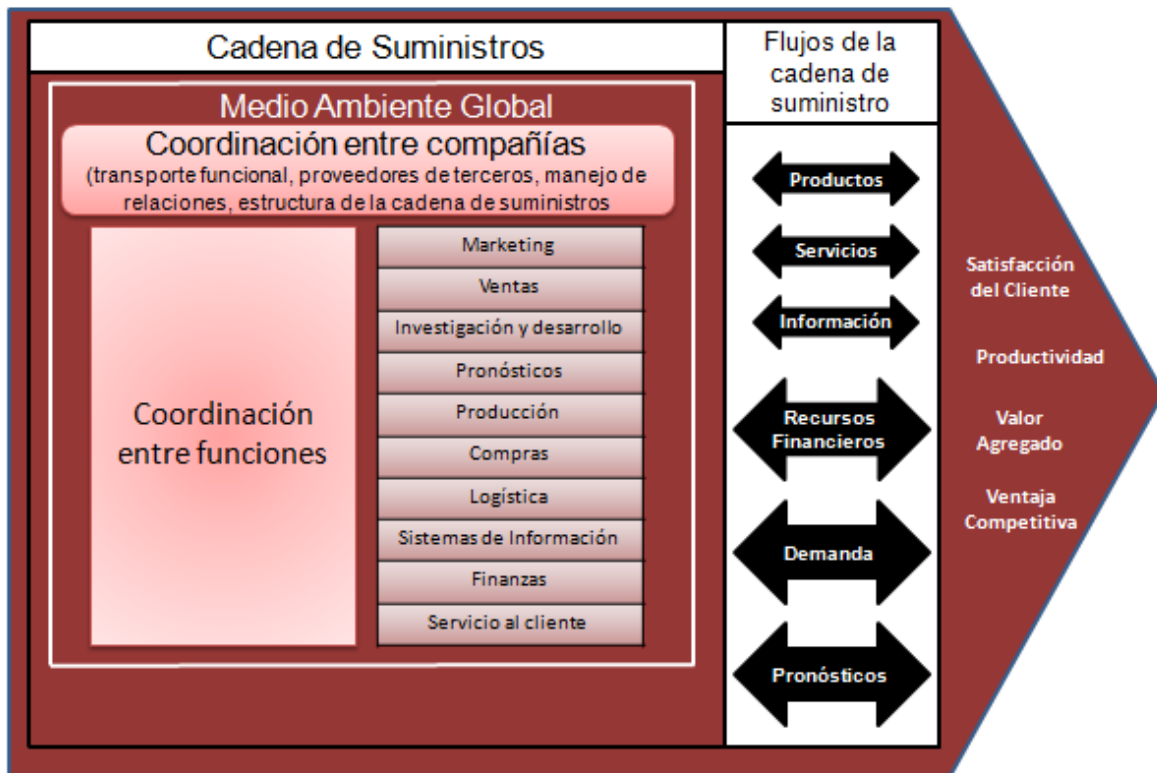 Cadena de Suministros
Medio Ambiente Global
Coordinación entre compañías
(transporte funcional, proveedores de terceros, manejo de
relaciones, estructura de la cadena de suministros
Coordinación
entre funciones
Marketing
Ventas
Investigación y desarrollo
Pronósticos
Producción
Compras
Logística
Sistemas de Información
Finanzas
Servicio al cliente
Flujos de la
cadena de
suministro
Productos
Servicios
Información
Recursos
Financieros
Demanda
Pronósticos
Satisfacción
del Cliente
Productividad
Valor
Agregado
Ventaja
Competitiva